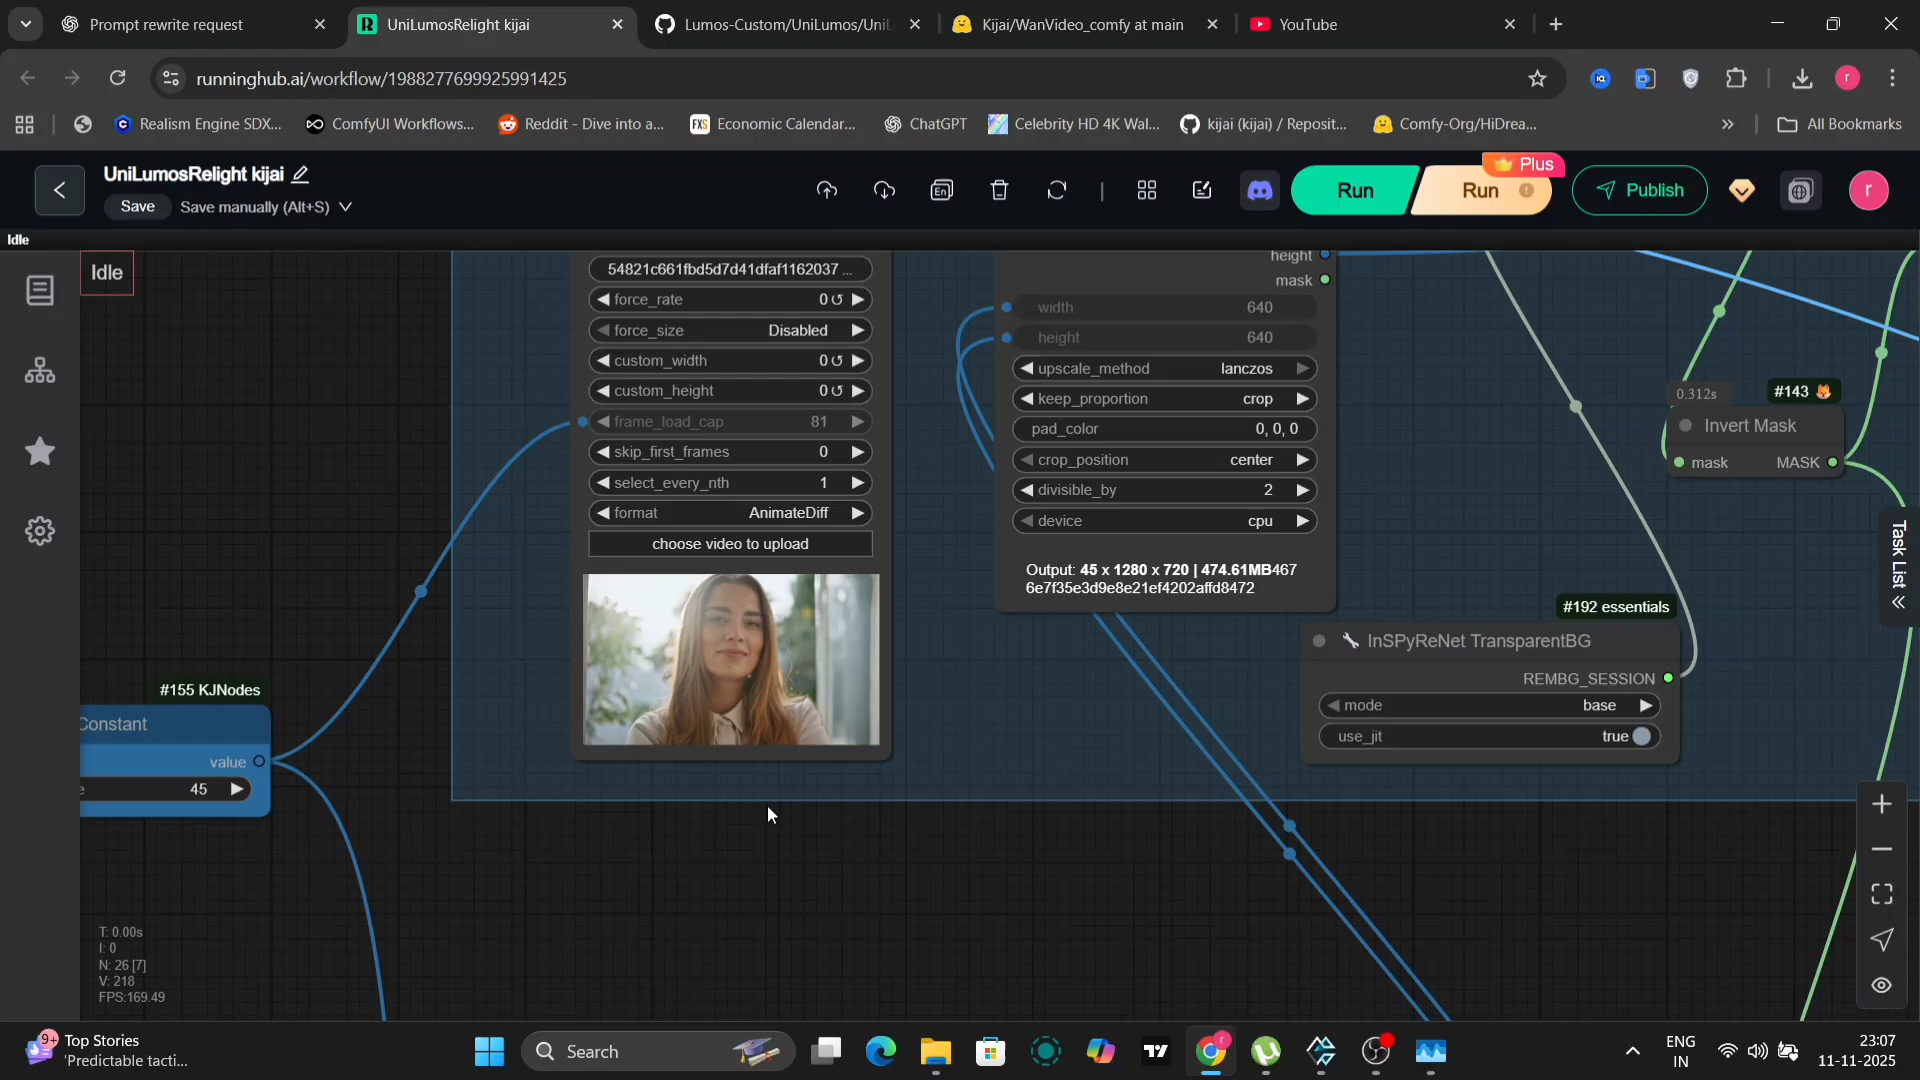 Prompt rewrite request
UniLumosRelight kijai
Lumos-Custom/UniLumos/UniL
Kijai/WanVideo_comfy at main
YouTube
runninghub.ai/workflow/1988277699925991425
Realism Engine SDX...
ComfyUI Workflows...
Reddit - Dive into a...
FXS
Economic Calendar...
ChatGPT
Celebrity HD 4K Wal...
kijai (kijai) / Reposit...
Comfy-Org/HiDrea...
All Bookmarks
UniLumosRelight kijai
Save
Save manually (Alt+S)
Run
Plus
Run
Publish
r
Idle
Idle
54821c661fbd5d7d41dfaf1162037 ...
force_rate 0
force_size Disabled
custom_width 0
custom_height 0
frame_load_cap 81
skip_first_frames 0
select_every_nth 1
format AnimateDiff
choose video to upload
height
mask
width 640
height 640
upscale_method lanczos
keep_proportion crop
pad_color 0, 0, 0
crop_position center
divisible_by 2
device cpu
Output: 45 x 1280 x 720 | 474.61MB467
6e7f35e3d9e8e21ef4202affd8472
0.312s
#143
Invert Mask
mask MASK
#192 essentials
InSPyReNet TransparentBG
REMBG_SESSION
mode base
use_jit true
#155 KJNodes
Constant
value
e 45
Task List
T: 0.00s
I: 0
N: 26 [7]
V: 218
FPS:169.49
9+
Top Stories
'Predictable tacti...
Search
ENG
IN
23:07
11-11-2025